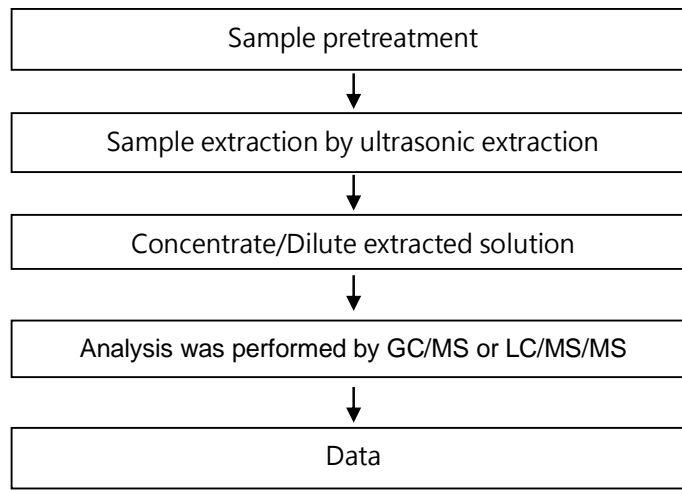 Sample pretreatment
Sample extraction by ultrasonic extraction
Concentrate/Dilute extracted solution
Analysis was performed by GC/MS or LC/MS/MS
Data